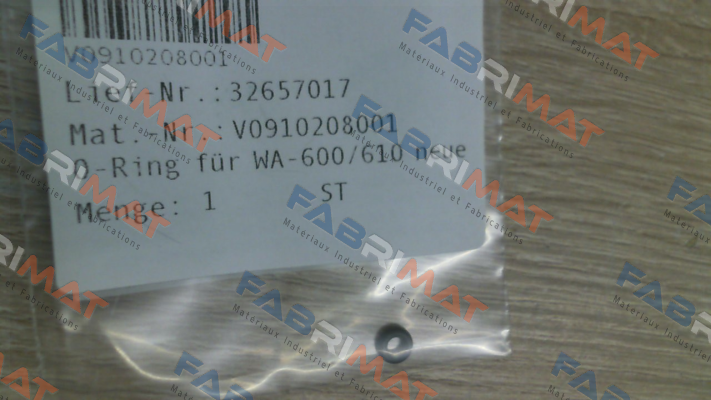 V0910208001
Lief-Nr.:32657017
Mat. Nr.: V0910208001
O-Ring für WA-600/610 neue
Menge: 1 ST
FABRIMAT
Materiaux Industriel et Fabrications